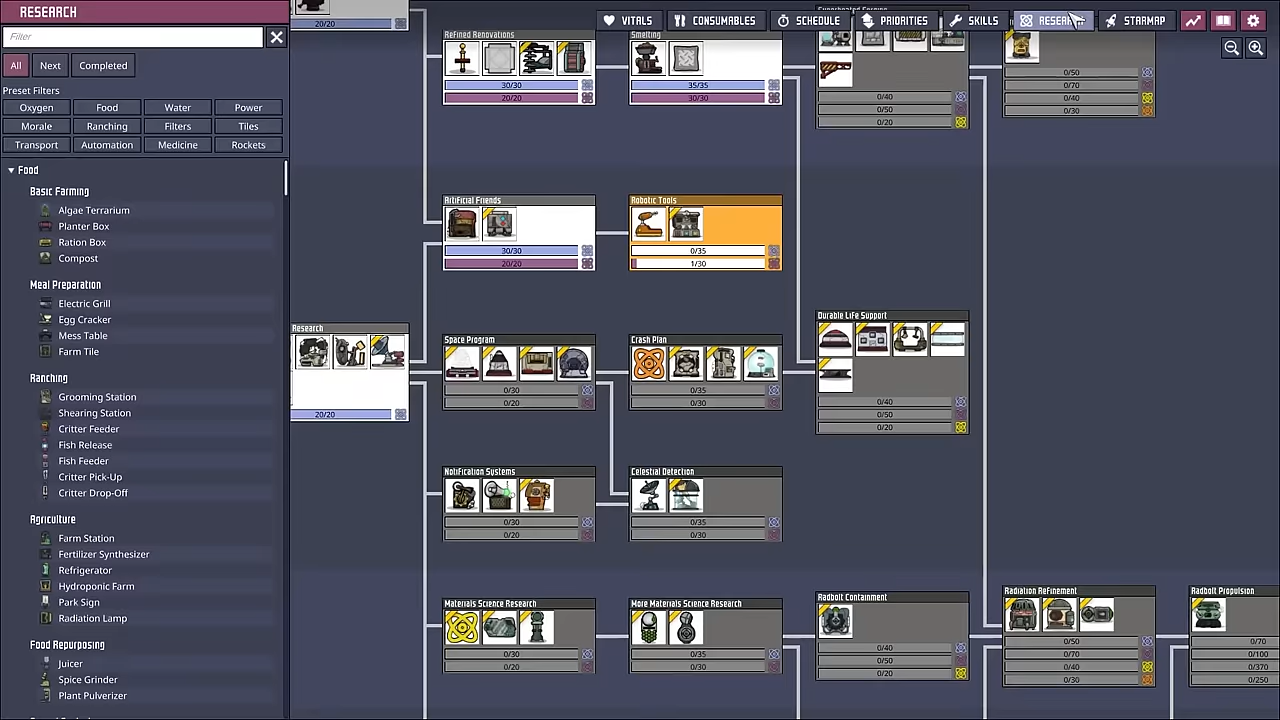 RESEARCH
VITALS
CONSUMABLES
SCHEDULE
PRIORITIES
SKILLS
STARMAP
Filter
All
Next
Completed
Preset Filters
Oxygen
Food
Water
Power
Morale
Ranching
Filters
Tiles
Transport
Automation
Medicine
Rockets
Food
Basic Farming
Algae Terrarium
Planter Box
Ration Box
Compost
Meal Preparation
Electric Grill
Egg Cracker
Mess Table
Farm Tile
Ranching
Grooming Station
Shearing Station
Critter Feeder
Fish Release
Fish Feeder
Critter Pick-Up
Critter Drop-Off
Agriculture
Farm Station
Fertilizer Synthesizer
Refrigerator
Hydroponic Farm
Park Sign
Radiation Lamp
Food Repurposing
Juicer
Spice Grinder
Plant Pulverizer
20/20
Refined Renovations
30/30
20/20
Smelting
35/35
30/30
0/40
0/50
0/20
0/50
0/70
0/40
0/30
Artificial Friends
30/30
20/20
Robotic Tools
0/35
1/30
Research
20/20
Space Program
0/30
0/20
Crash Plan
0/35
0/30
Durable Life Support
0/40
0/50
0/20
Notification Systems
0/30
0/20
Celestial Detection
0/35
0/30
Materials Science Research
0/30
0/20
More Materials Science Research
0/35
0/30
Radbolt Containment
0/40
0/50
0/20
Radiation Refinement
0/50
0/70
0/40
0/30
Radbolt Propulsion
0/70
0/100
0/370
0/250